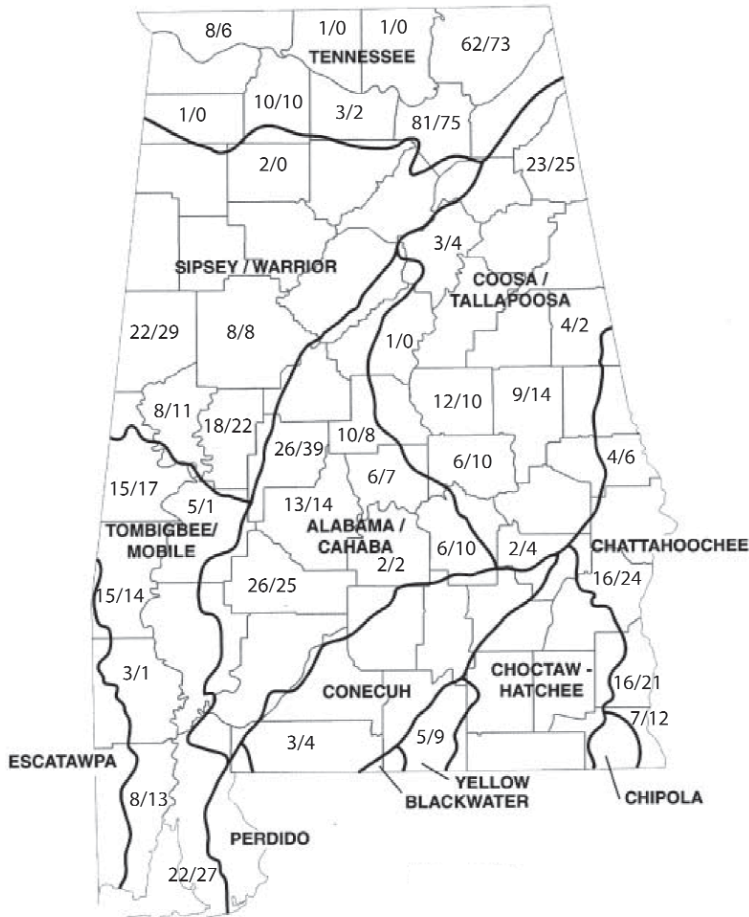 8/6
1/0
1/0
62/73
TENNESSEE
1/0
10/10
3/2
81/75
2/0
23/25
3/4
SIPSEY / WARRIOR
COOSA /
TALLAPOOSA
22/29
8/8
1/0
4/2
8/11
18/22
12/10
9/14
26/39
10/8
6/7
6/10
4/6
15/17
5/1
13/14
TOMBIGBEE/
MOBILE
ALABAMA /
CAHABA
2/2
6/10
2/4
CHATTAHOOCHEE
15/14
26/25
16/24
3/1
CONECUH
CHOCTAW -
HATCHEE
16/21
7/12
ESCATAWPA
3/4
5/9
8/13
YELLOW
BLACKWATER
CHIPOLA
PERDIDO
22/27